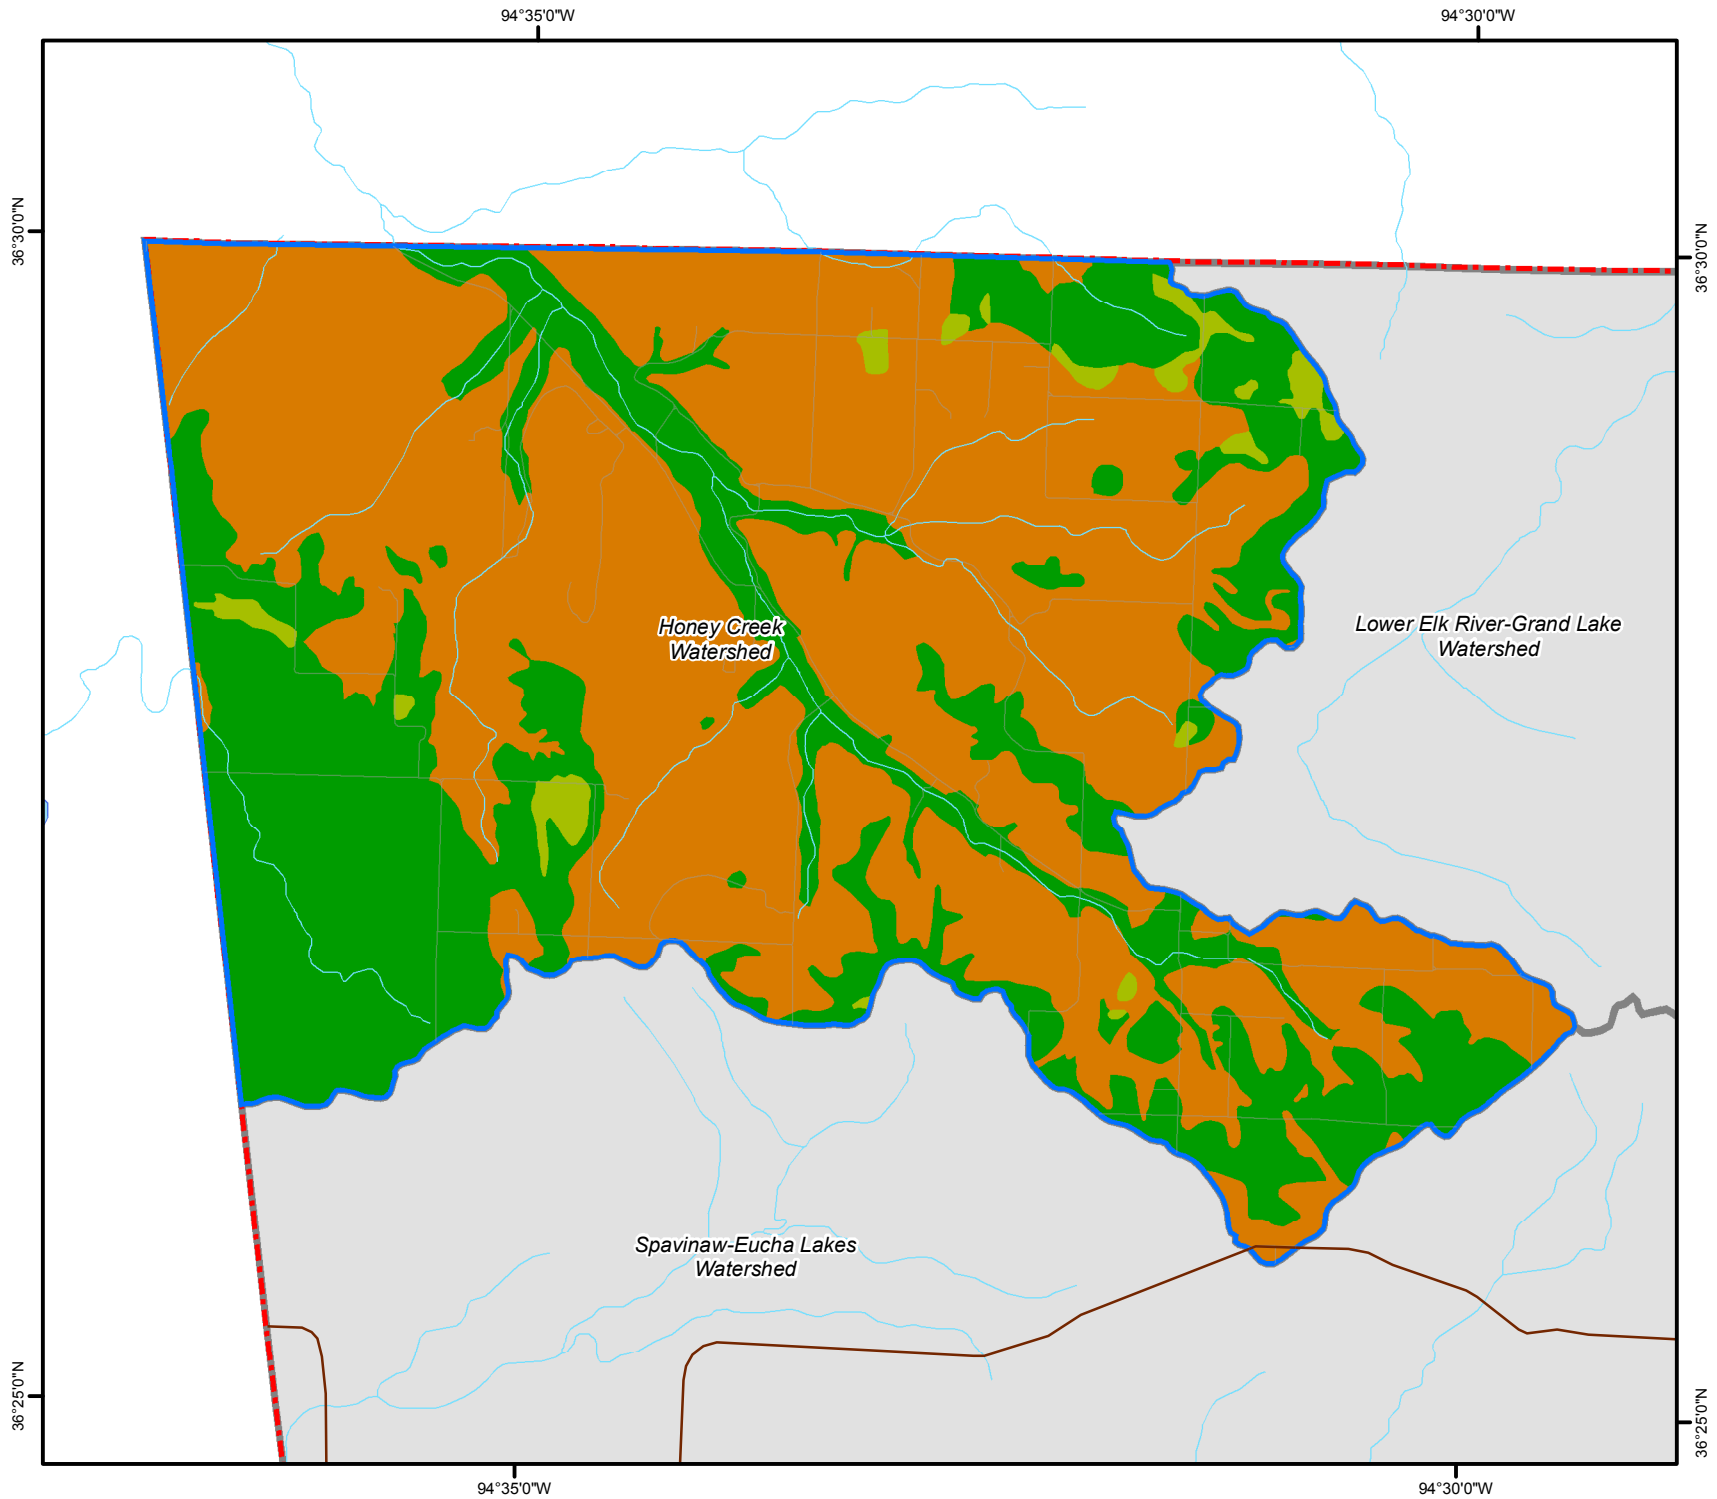 94°35'0"W
94°30'0"W
36°30'0"N
36°30'0"N
Honey Creek
Watershed
Lower Elk River-Grand Lake
Watershed
Spavinaw-Eucha Lakes
Watershed
36°25'0"N
36°25'0"N
94°35'0"W
94°30'0"W